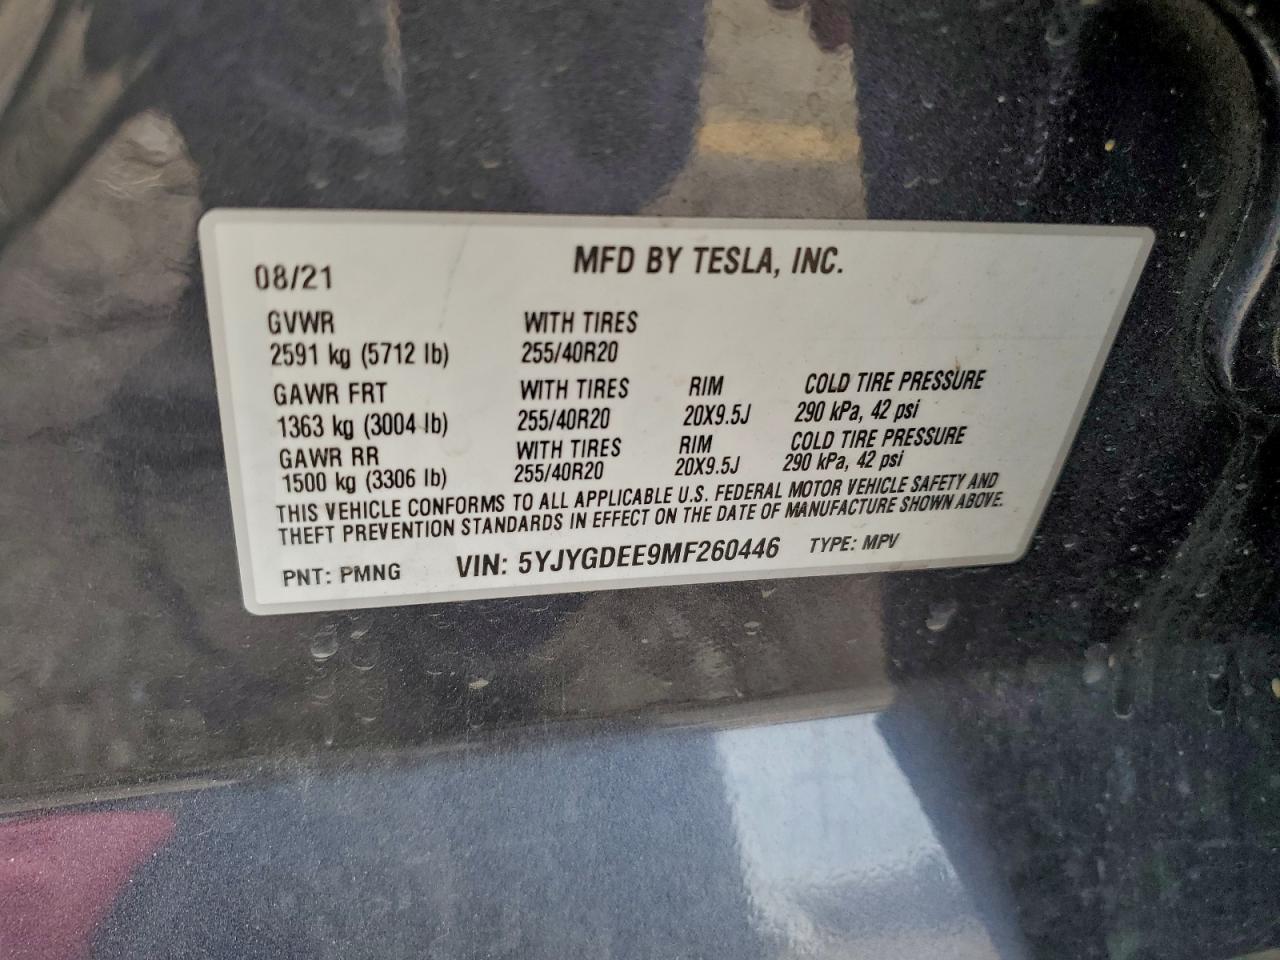 MFD BY TESLA, INC.
08/21
GVWR WITH TIRES
2591 kg (5712 lb) 255/40R20
GAWR FRT WITH TIRES RIM COLD TIRE PRESSURE
1363 kg (3004 lb) 255/40R20 20X9.5J 290 kPa, 42 psi
GAWR RR WITH TIRES RIM COLD TIRE PRESSURE
1500 kg (3306 lb) 255/40R20 20X9.5J 290 kPa, 42 psi
THIS VEHICLE CONFORMS TO ALL APPLICABLE U.S. FEDERAL MOTOR VEHICLE SAFETY AND
THEFT PREVENTION STANDARDS IN EFFECT ON THE DATE OF MANUFACTURE SHOWN ABOVE.
PNT: PMNG VIN: 5YJYGDEE9MF260446 TYPE: MPV